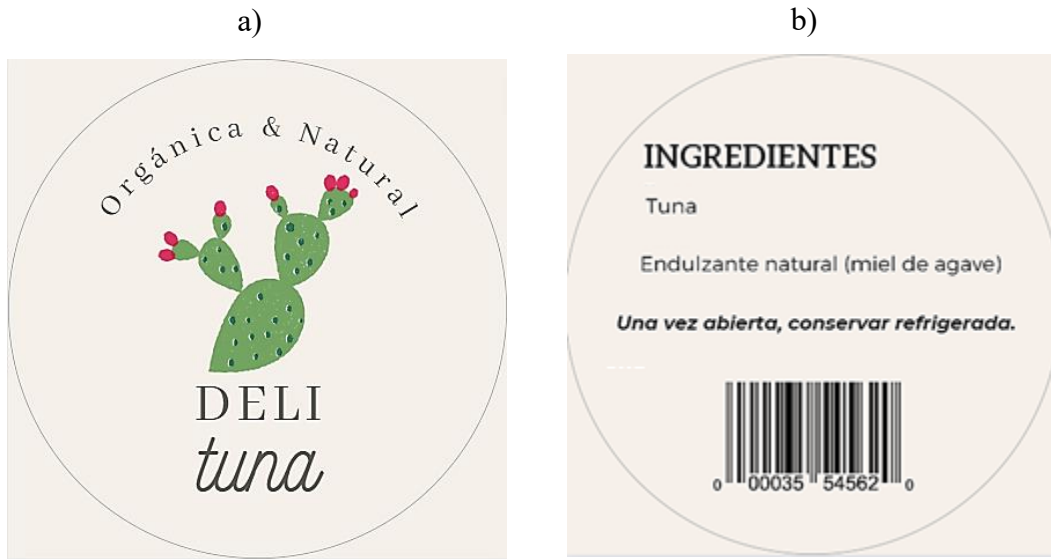 a)
Orgánica & Natural
DELI
tuna
b)
INGREDIENTES
Tuna
Endulzante natural (miel de agave)
Una vez abierta, conservar refrigerada.
0 00035 54562 0